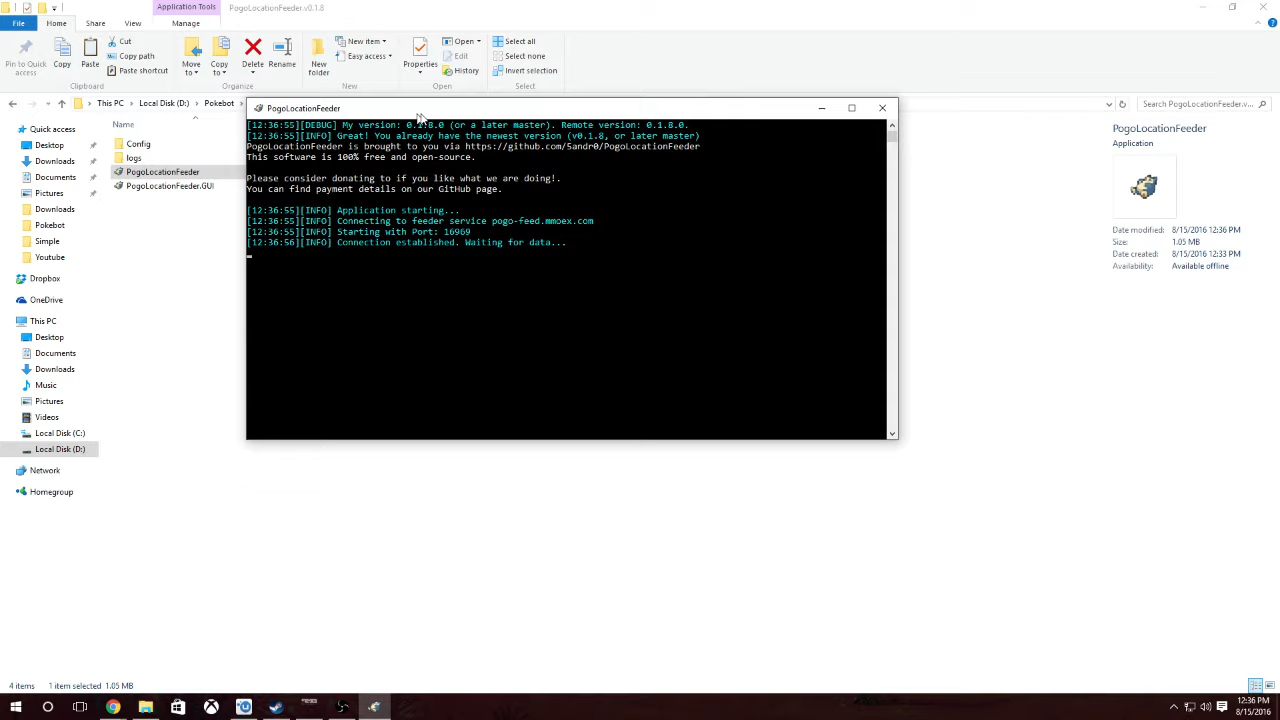 Application Tools
PogoLocationFeeder.v0.1.8
File
Home
Share
View
Manage
Pin to Quick access
Copy
Paste
Cut
Copy path
Paste shortcut
Clipboard
Move to
Copy to
Delete
Rename
Organize
New folder
New item
Easy access
New
Properties
Open
Edit
History
Open
Select all
Select none
Invert selection
Select
This PC
Local Disk (D:)
Pokebot
Search PogoLocationFeeder.v...
Quick access
Desktop
Downloads
Documents
Pictures
Downloads
Pokebot
Simple
Youtube
Dropbox
OneDrive
This PC
Desktop
Documents
Downloads
Music
Pictures
Videos
Local Disk (C:)
Local Disk (D:)
Network
Homegroup
Name
Config
logs
PogoLocationFeeder
PogoLocationFeeder.GUI
PogoLocationFeeder
[12:36:55][DEBUG] My version: 0.1.8.0 (or a later master). Remote version: 0.1.8.0.
[12:36:55][INFO] Great! You already have the newest version (v0.1.8, or later master)
PogoLocationFeeder is brought to you via https://github.com/5andr0/PogoLocationFeeder
This software is 100% free and open-source.
Please consider donating to if you like what we are doing!.
You can find payment details on our GitHub page.
[12:36:55][INFO] Application starting...
[12:36:55][INFO] Connecting to feeder service pogo-feed.mmoex.com
[12:36:55][INFO] Starting with Port: 16969
[12:36:56][INFO] Connection established. Waiting for data...
PogoLocationFeeder
Application
Date modified: 8/15/2016 12:36 PM
Size: 1.05 MB
Date created: 8/15/2016 12:33 PM
Availability: Available offline
4 items
1 item selected 1.05 MB
12:36 PM
8/15/2016